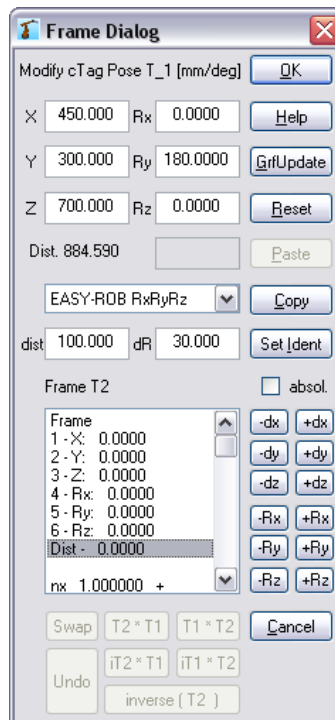 Frame Dialog
Modify cTag Pose T_1 [mm/deg] OK
X 450.000 Rx 0.0000 Help
Y 300.000 Ry 180.0000 GrfUpdate
Z 700.000 Rz 0.0000 Reset
Dist. 884.590 Paste
EASY-ROB RxRyRz Copy
dist 100.000 dR 30.000 Set Ident
Frame T2 absol.
Frame
1 - X: 0.0000 -dx +dx
2 - Y: 0.0000
3 - Z: 0.0000 -dy +dy
4 - Rx: 0.0000 -dz +dz
5 - Ry: 0.0000
6 - Rz: 0.0000 -Rx +Rx
Dist - 0.0000 -Ry +Ry
nx 1.000000 + -Rz +Rz
Swap T2 * T1 T1 * T2 Cancel
Undo iT2 * T1 iT1 * T2
inverse ( T2 )